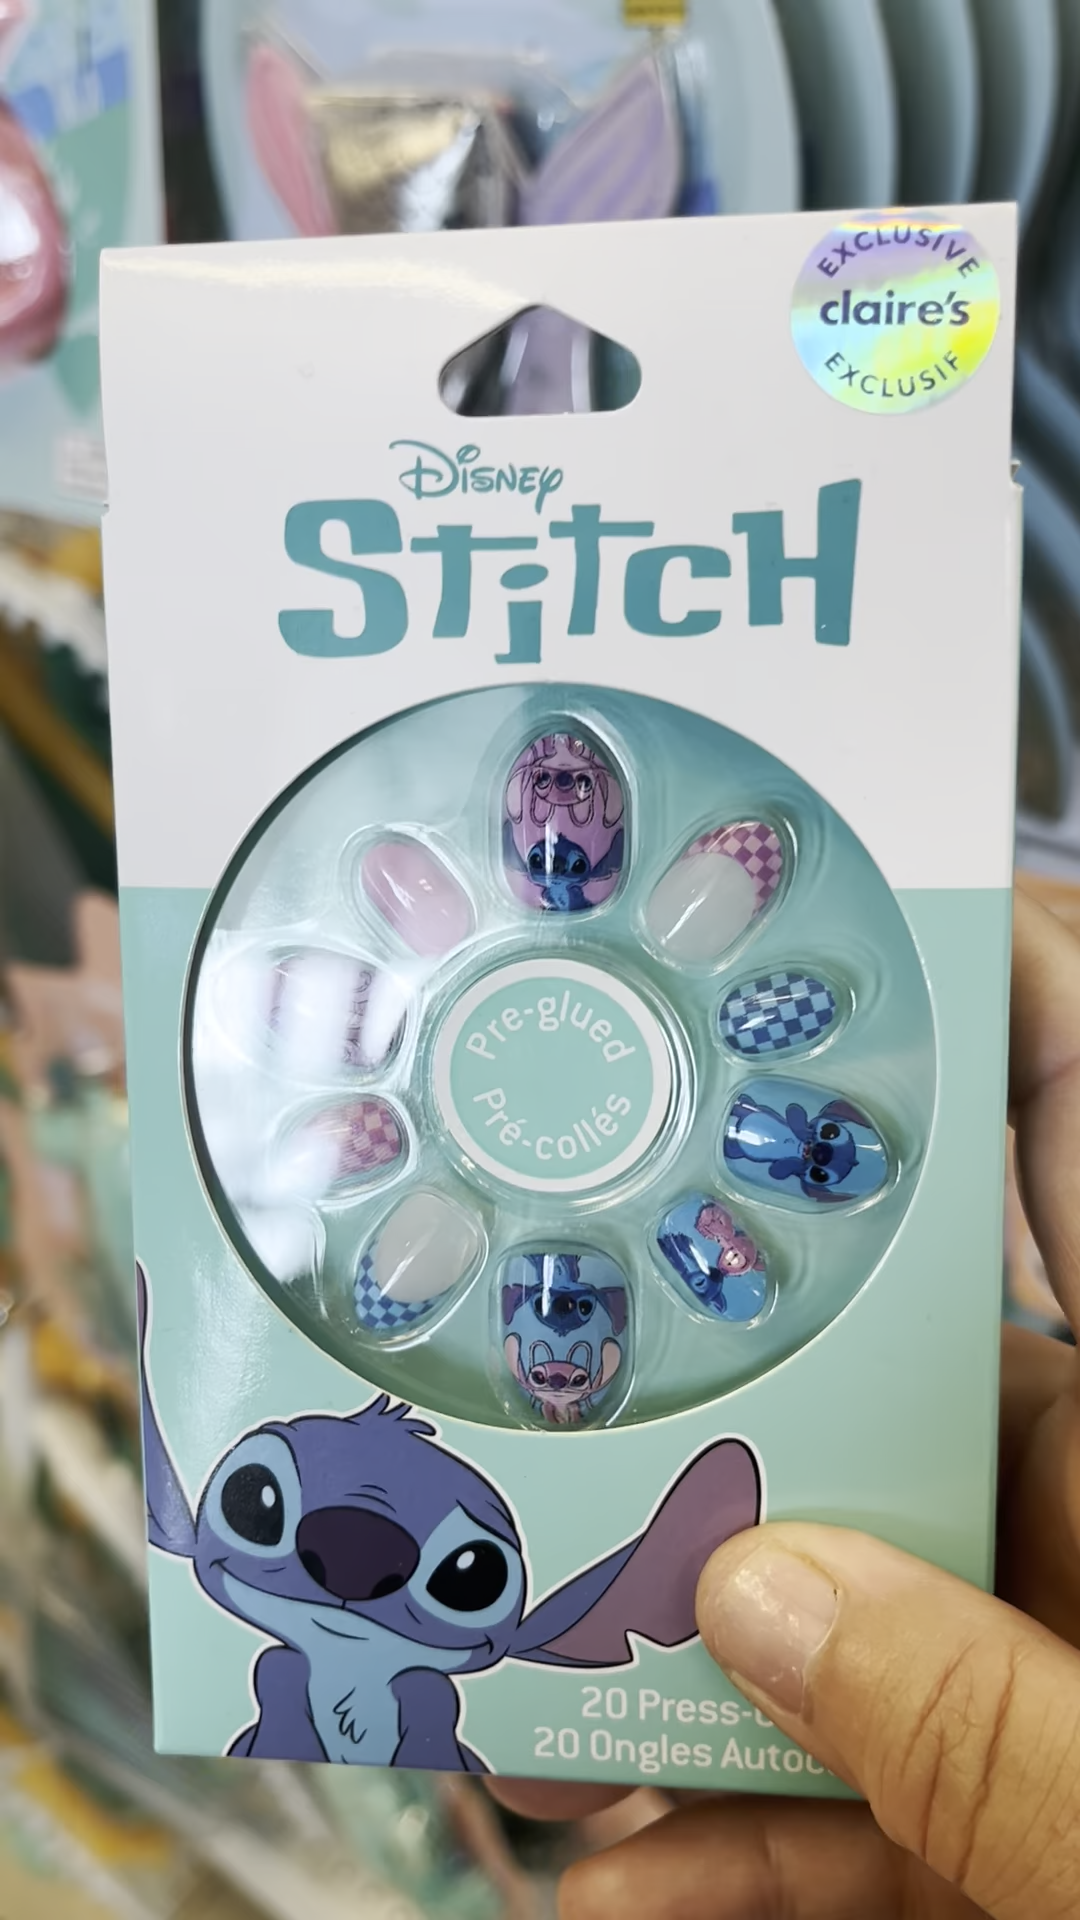 EXCLUSIVE
claire's
EXCLUSIF
Disney
Stitch
Pre-glued
Pré-collés
20 Press-
20 Ongles